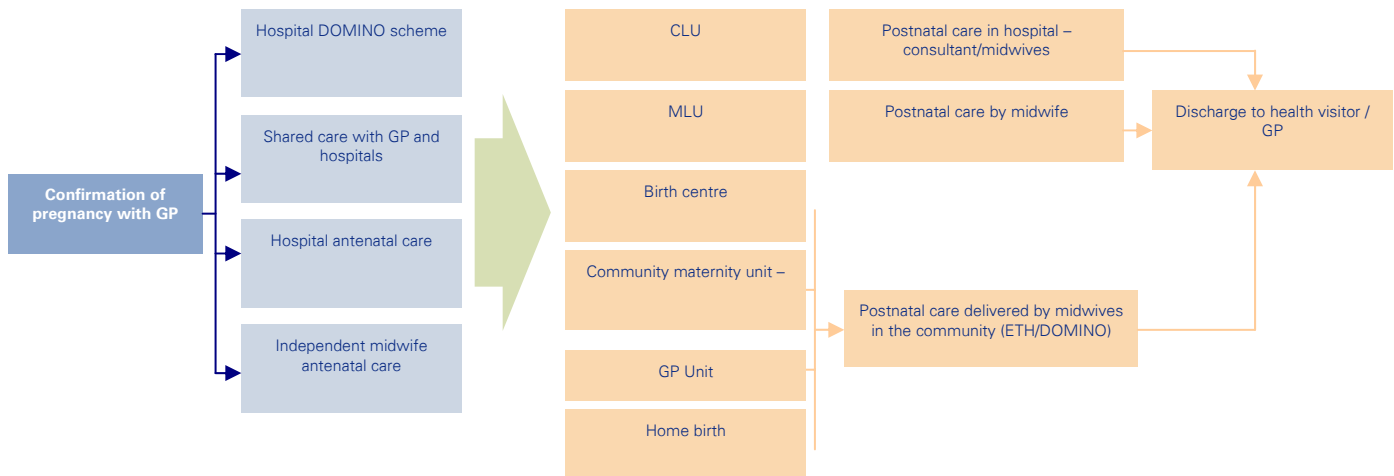 Confirmation of
pregnancy with GP
Hospital DOMINO scheme
Shared care with GP and
hospitals
Hospital antenatal care
Independent midwife
antenatal care
CLU
MLU
Birth centre
Community maternity unit –
GP Unit
Home birth
Postnatal care in hospital –
consultant/midwives
Postnatal care by midwife
Postnatal care delivered by midwives
in the community (ETH/DOMINO)
Discharge to health visitor /
GP